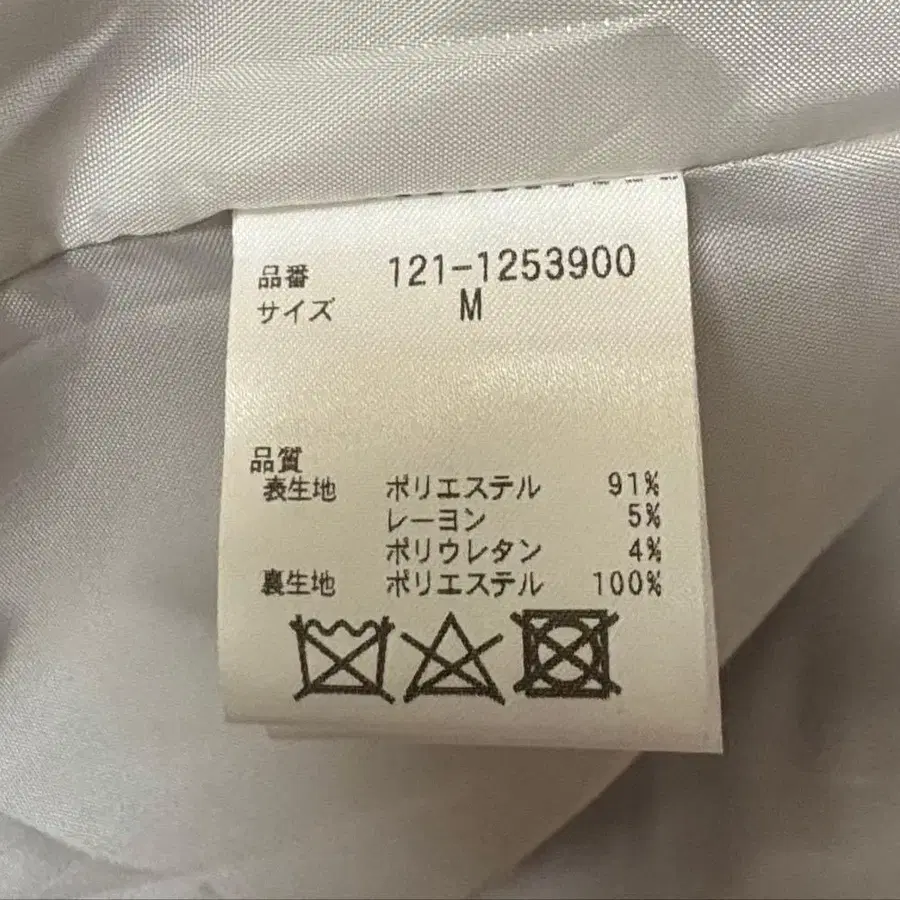 品番 121-1253900
サイズ M
品質
表生地 ポリエステル 91%
レーヨン 5%
ポリウレタン 4%
裏生地 ポリエステル 100%